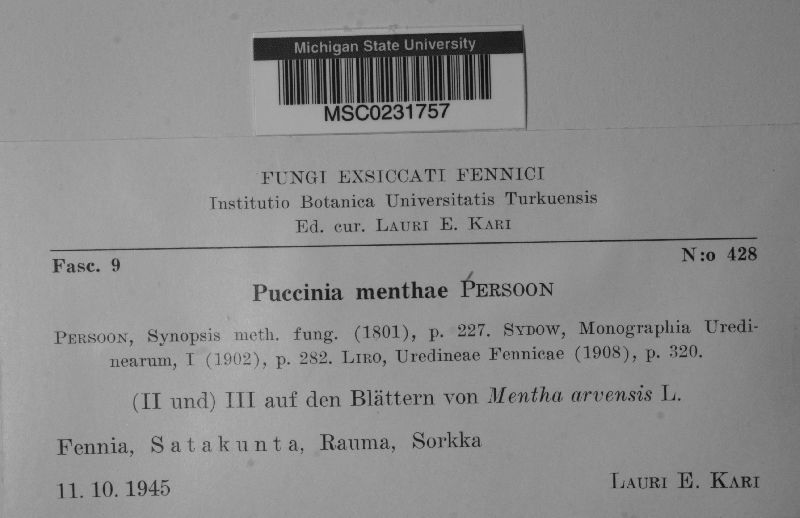 Michigan State University
MSC0231757
FUNGI EXSICCATI FENNICI
Institutio Botanica Universitatis Turkuensis
Ed. cur. LAURI E. KARI
Fasc. 9 N:o 428
Puccinia menthae PERSOON
PERSOON, Synopsis meth. fung. (1801), p. 227. SYDOW, Monographia Uredi-
nearum, I (1902), p. 282. LIRO, Uredineae Fennicae (1908), p. 320.
(II und) III auf den Blättern von Mentha arvensis L.
Fennia, Satakunta, Rauma, Sorkka
11. 10. 1945 LAURI E. KARI